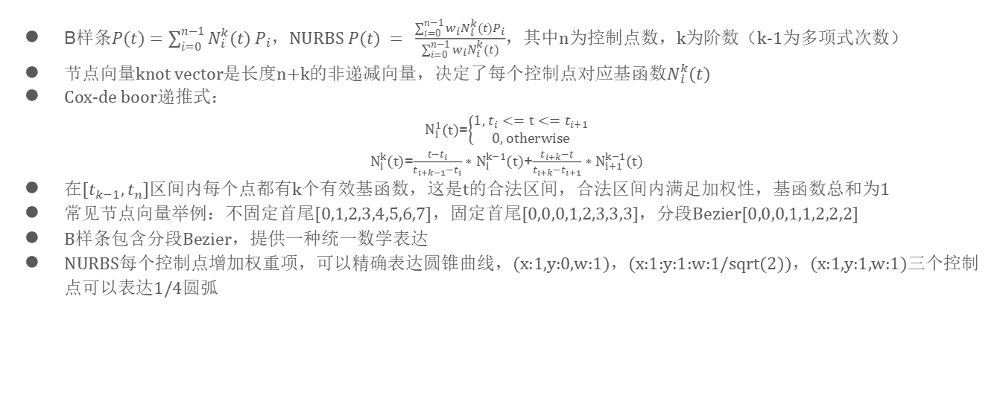 ● B样条P(t) = ∑_{i=0}^{n−1} N_i^k(t) P_i，NURBS P(t) = \frac{∑_{i=0}^{n−1} w_i N_i^k(t)P_i}{∑_{i=0}^{n−1} w_i N_i^k(t)}，其中n为控制点数，k为阶数（k-1为多项式次数）
● 节点向量knot vector是长度n+k的非递减向量，决定了每个控制点对应基函数N_i^k(t)
● Cox-de boor递推式：
N_i^1(t)={1, t_i <= t <= t_{i+1}
0, otherwise
N_i^k(t)=\frac{t−t_i}{t_{i+k−1}−t_i} ∗ N_i^{k−1}(t)+\frac{t_{i+k}−t}{t_{i+k}−t_{i+1}} ∗ N_{i+1}^{k−1}(t)
● 在[t_{k−1}, t_n]区间内每个点都有k个有效基函数，这是t的合法区间，合法区间内满足加权性，基函数总和为1
● 常见节点向量举例：不固定首尾[0,1,2,3,4,5,6,7]，固定首尾[0,0,0,1,2,3,3,3]，分段Bezier[0,0,0,1,1,2,2,2]
● B样条包含分段Bezier，提供一种统一数学表达
● NURBS每个控制点增加权重项，可以精确表达圆锥曲线，(x:1,y:0,w:1)，(x:1:y:1:w:1/sqrt(2))，(x:1,y:1,w:1)三个控制
点可以表达1/4圆弧